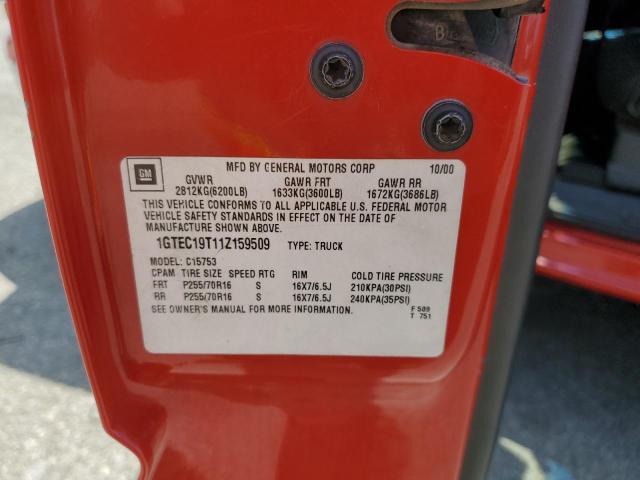 GM
MFD BY GENERAL MOTORS CORP 10/00
GVWR GAWR FRT GAWR RR
2812KG(6200LB) 1633KG(3600LB) 1672KG(3686LB)
THIS VEHICLE CONFORMS TO ALL APPLICABLE U.S. FEDERAL MOTOR
VEHICLE SAFETY STANDARDS IN EFFECT ON THE DATE OF
MANUFACTURE SHOWN ABOVE.
1GTEC19T11Z159509 TYPE: TRUCK
MODEL: C15753
CPAM TIRE SIZE SPEED RTG RIM COLD TIRE PRESSURE
FRT P255/70R16 S 16X7/6.5J 210KPA(30PSI)
RR P255/70R16 S 16X7/6.5J 240KPA(35PSI)
SEE OWNER'S MANUAL FOR MORE INFORMATION.
F 509
T 751